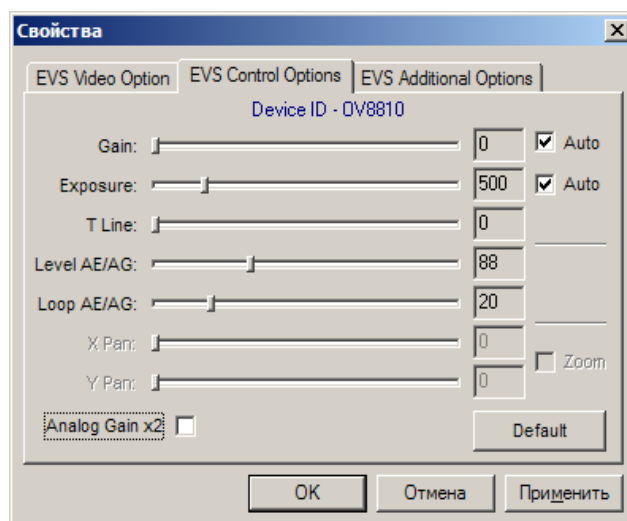 Свойства
EVS Video Option EVS Control Options EVS Additional Options
Device ID - OV8810
Gain: 0 Auto
Exposure: 500 Auto
T Line: 0
Level AE/AG: 88
Loop AE/AG: 20
X Pan: 0
Zoom
Y Pan: 0
Analog Gain x2
Default
OK Отмена Применить